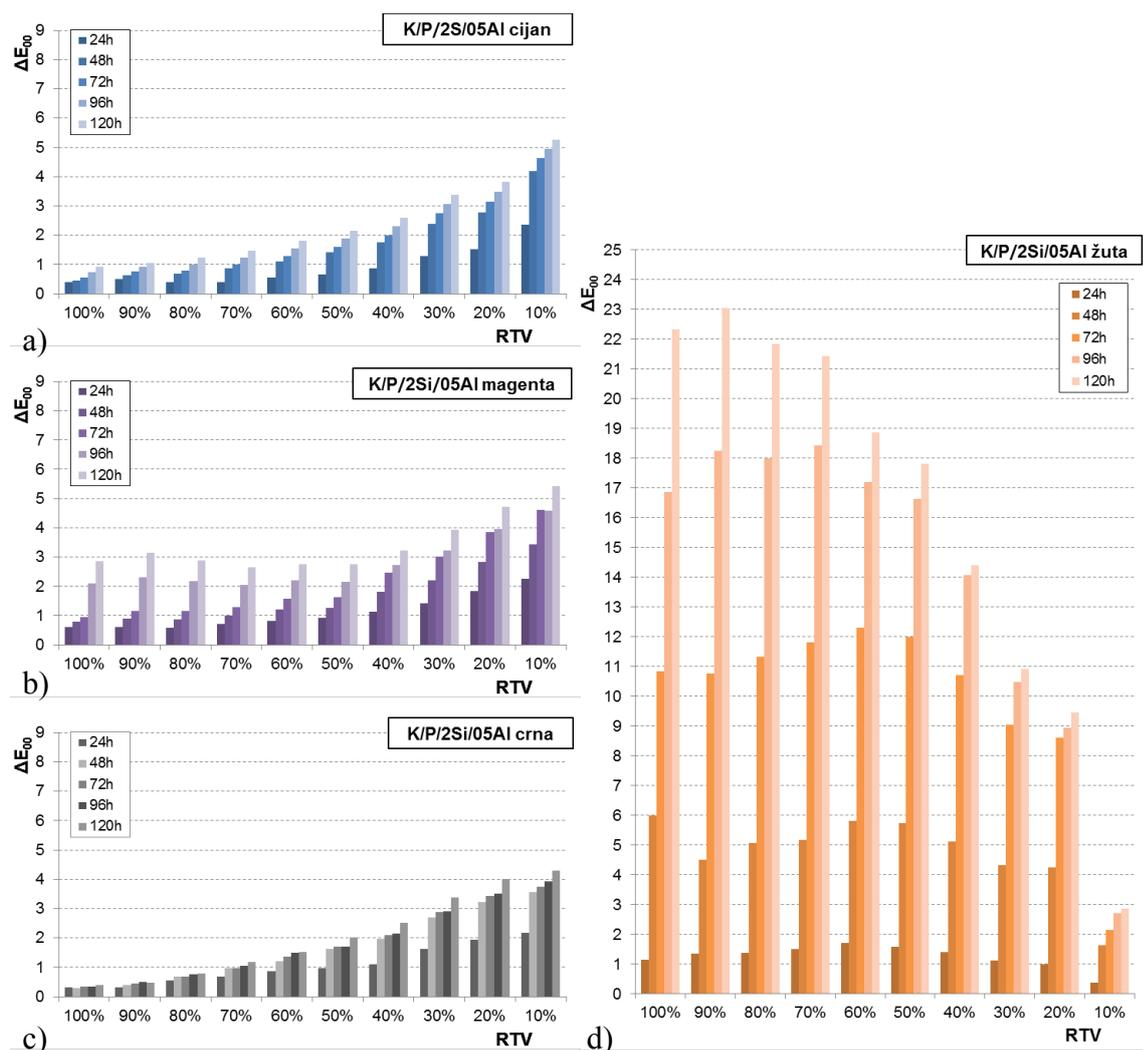 K/P/2S/05Al cijan
ΔE00
9
8
7
6
5
4
3
2
1
0
24h
48h
72h
96h
120h
100% 90% 80% 70% 60% 50% 40% 30% 20% 10%
RTV
a)
K/P/2Si/05Al magenta
ΔE00
9
8
7
6
5
4
3
2
1
0
24h
48h
72h
96h
120h
100% 90% 80% 70% 60% 50% 40% 30% 20% 10%
RTV
b)
K/P/2Si/05Al crna
ΔE00
9
8
7
6
5
4
3
2
1
0
24h
48h
72h
96h
120h
100% 90% 80% 70% 60% 50% 40% 30% 20% 10%
RTV
c)
K/P/2Si/05Al žuta
ΔE00
25
24
23
22
21
20
19
18
17
16
15
14
13
12
11
10
9
8
7
6
5
4
3
2
1
0
24h
48h
72h
96h
120h
100% 90% 80% 70% 60% 50% 40% 30% 20% 10%
RTV
d)